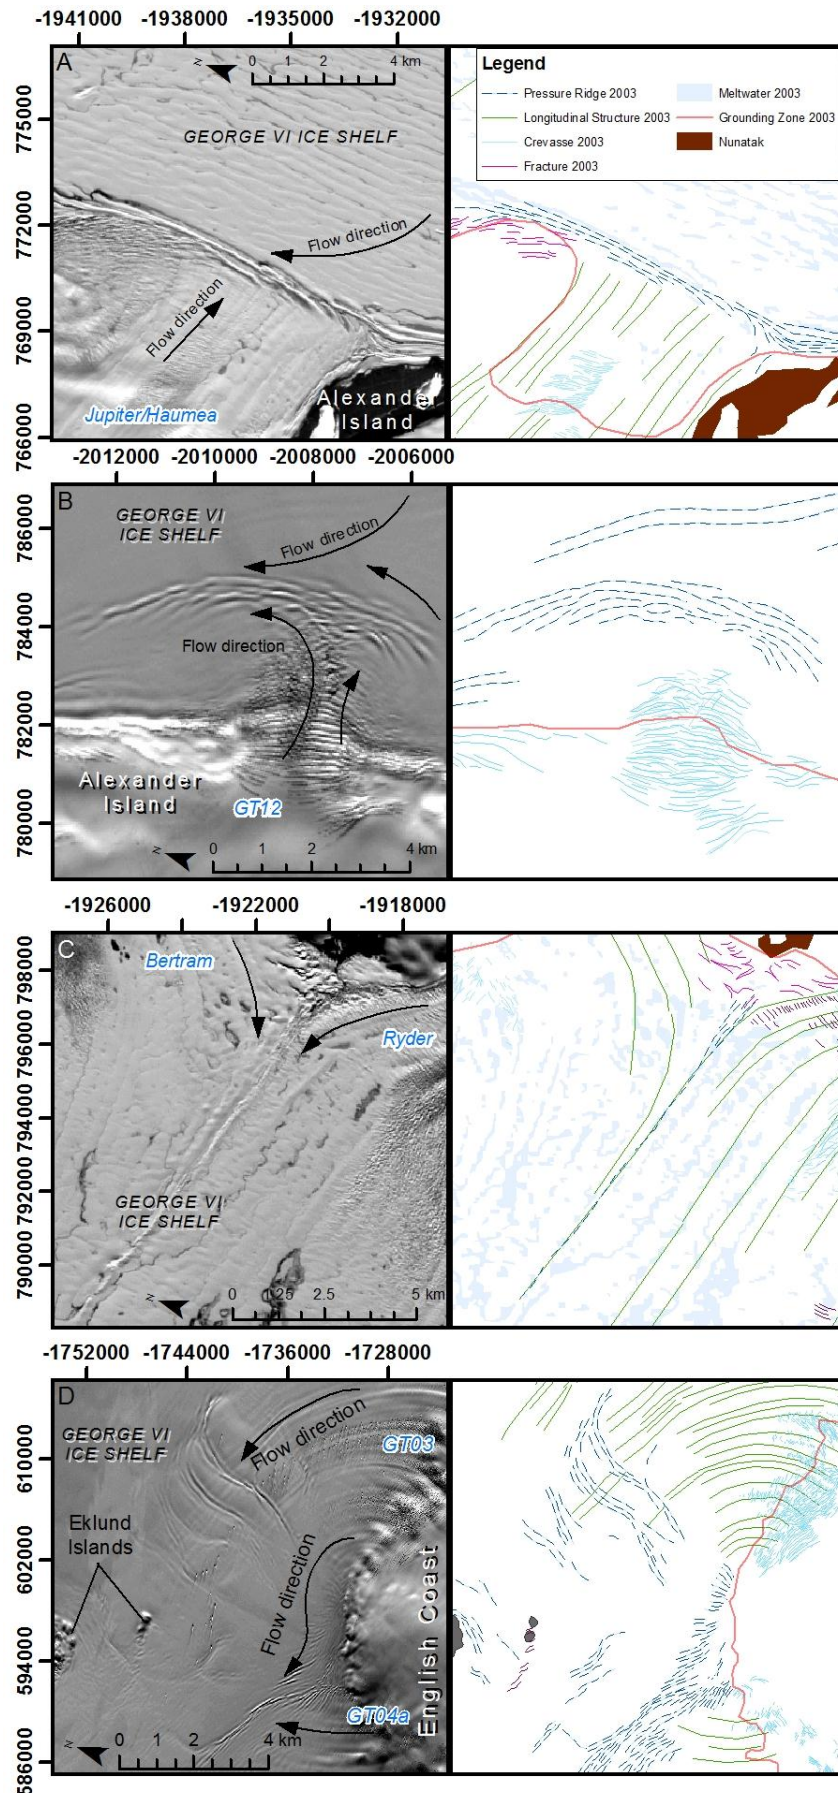 -1941000 -1938000 -1935000 -1932000
A
N
0 1 2 4 km
GEORGE VI ICE SHELF
Flow direction
Flow direction
Jupiter/Haumea
Alexander
Island
775000
772000
769000
766000
Legend
Pressure Ridge 2003
Longitudinal Structure 2003
Crevasse 2003
Fracture 2003
Meltwater 2003
Grounding Zone 2003
Nunatak
-2012000 -2010000 -2008000 -2006000
B
GEORGE VI
ICE SHELF
Flow direction
Flow direction
Alexander
Island
GT12
N
0 1 2 4 km
786000
784000
782000
780000
-1926000 -1922000 -1918000
C
Bertram
Ryder
GEORGE VI
ICE SHELF
N
0 1.25 2.5 5 km
798000
796000
794000
792000
790000
-1752000 -1744000 -1736000 -1728000
D
GEORGE VI
ICE SHELF
Flow direction
GT03
Eklund
Islands
Flow direction
English Coast
GT04a
N
0 2 4 km
610000
602000
594000
586000